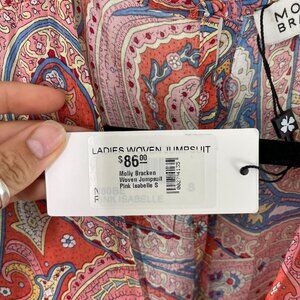 MO
BR
LADIES WOVEN JUMPSUIT
$86.00
Molly Bracken
Woven Jumpsuit
Pink Isabelle S
S
PINK ISABELLE